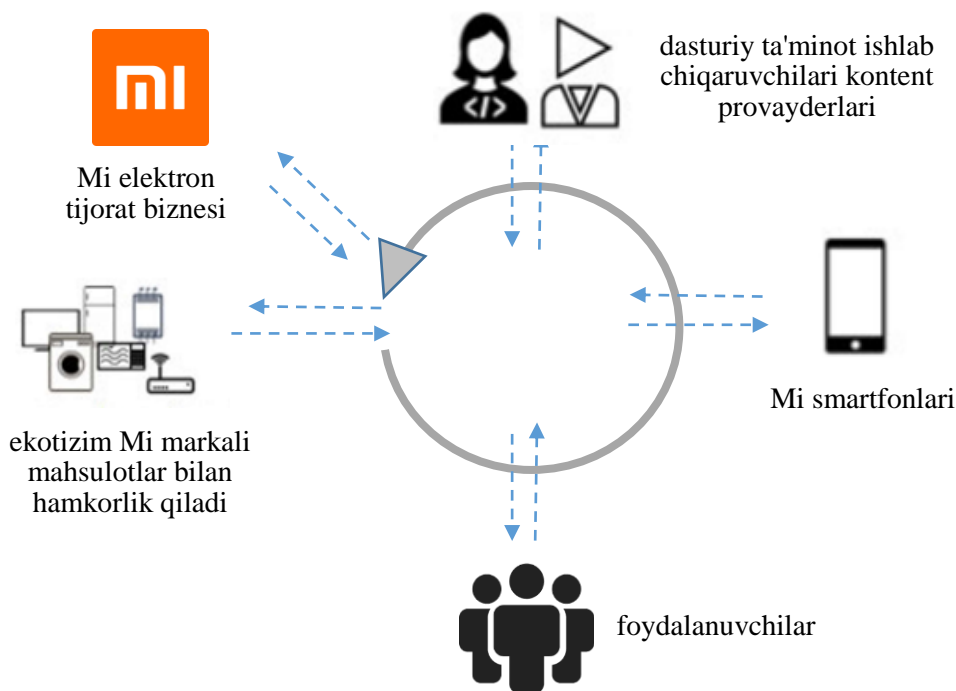 dasturiy ta'minot ishlab
chiqaruvchilari kontent
provayderlari
mi
Mi elektron
tijorat biznesi
</>
Mi smartfonlari
ekotizim Mi markali
mahsulotlar bilan
hamkorlik qiladi
foydalanuvchilar